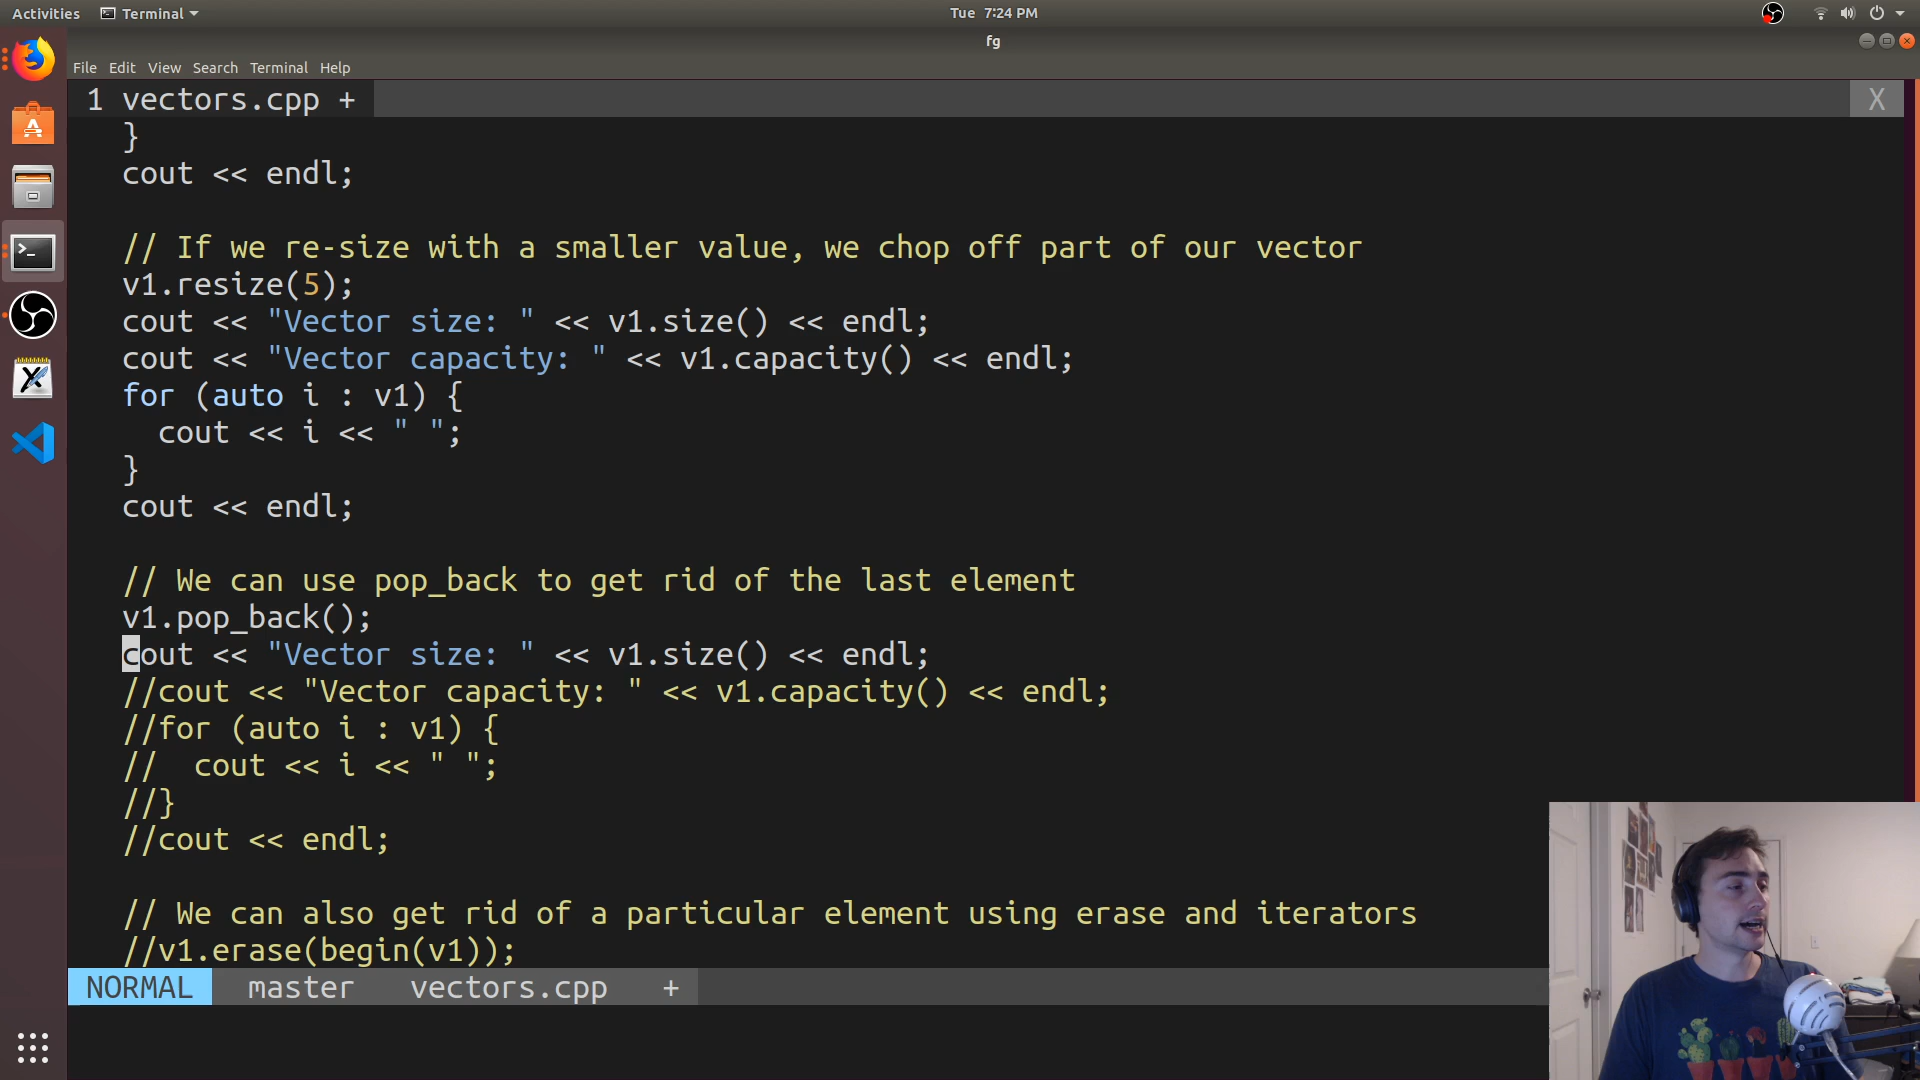 Activities Terminal Tue 7:24 PM
fg
File Edit View Search Terminal Help
1 vectors.cpp + X
}
cout << endl;
// If we re-size with a smaller value, we chop off part of our vector
v1.resize(5);
cout << "Vector size: " << v1.size() << endl;
cout << "Vector capacity: " << v1.capacity() << endl;
for (auto i : v1) {
cout << i << " ";
}
cout << endl;
// We can use pop_back to get rid of the last element
v1.pop_back();
cout << "Vector size: " << v1.size() << endl;
//cout << "Vector capacity: " << v1.capacity() << endl;
//for (auto i : v1) {
//  cout << i << " ";
//}
//cout << endl;
// We can also get rid of a particular element using erase and iterators
//v1.erase(begin(v1));
NORMAL master vectors.cpp +